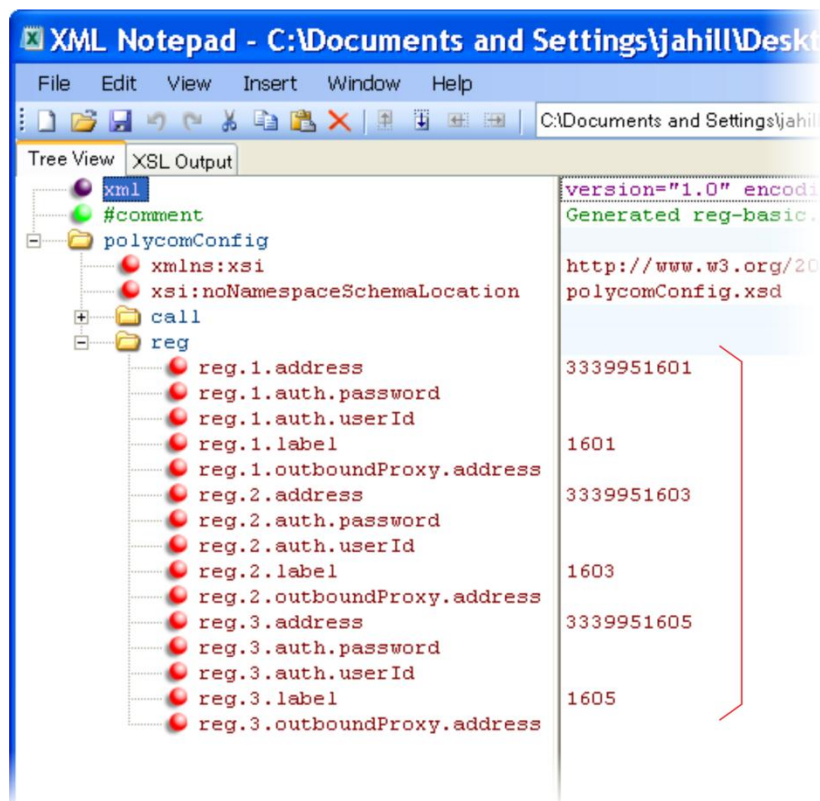 XML Notepad - C:\Documents and Settings\jahill\Deskt
File Edit View Insert Window Help
C:\Documents and Settings\jahill
Tree View XSL Output
xml version="1.0" encodi
#comment Generated reg-basic.
polycomConfig
xmlns:xsi http://www.w3.org/20
xsi:noNamespaceSchemaLocation polycomConfig.xsd
call
reg
reg.1.address 3339951601
reg.1.auth.password
reg.1.auth.userId
reg.1.label 1601
reg.1.outboundProxy.address
reg.2.address 3339951603
reg.2.auth.password
reg.2.auth.userId
reg.2.label 1603
reg.2.outboundProxy.address
reg.3.address 3339951605
reg.3.auth.password
reg.3.auth.userId
reg.3.label 1605
reg.3.outboundProxy.address